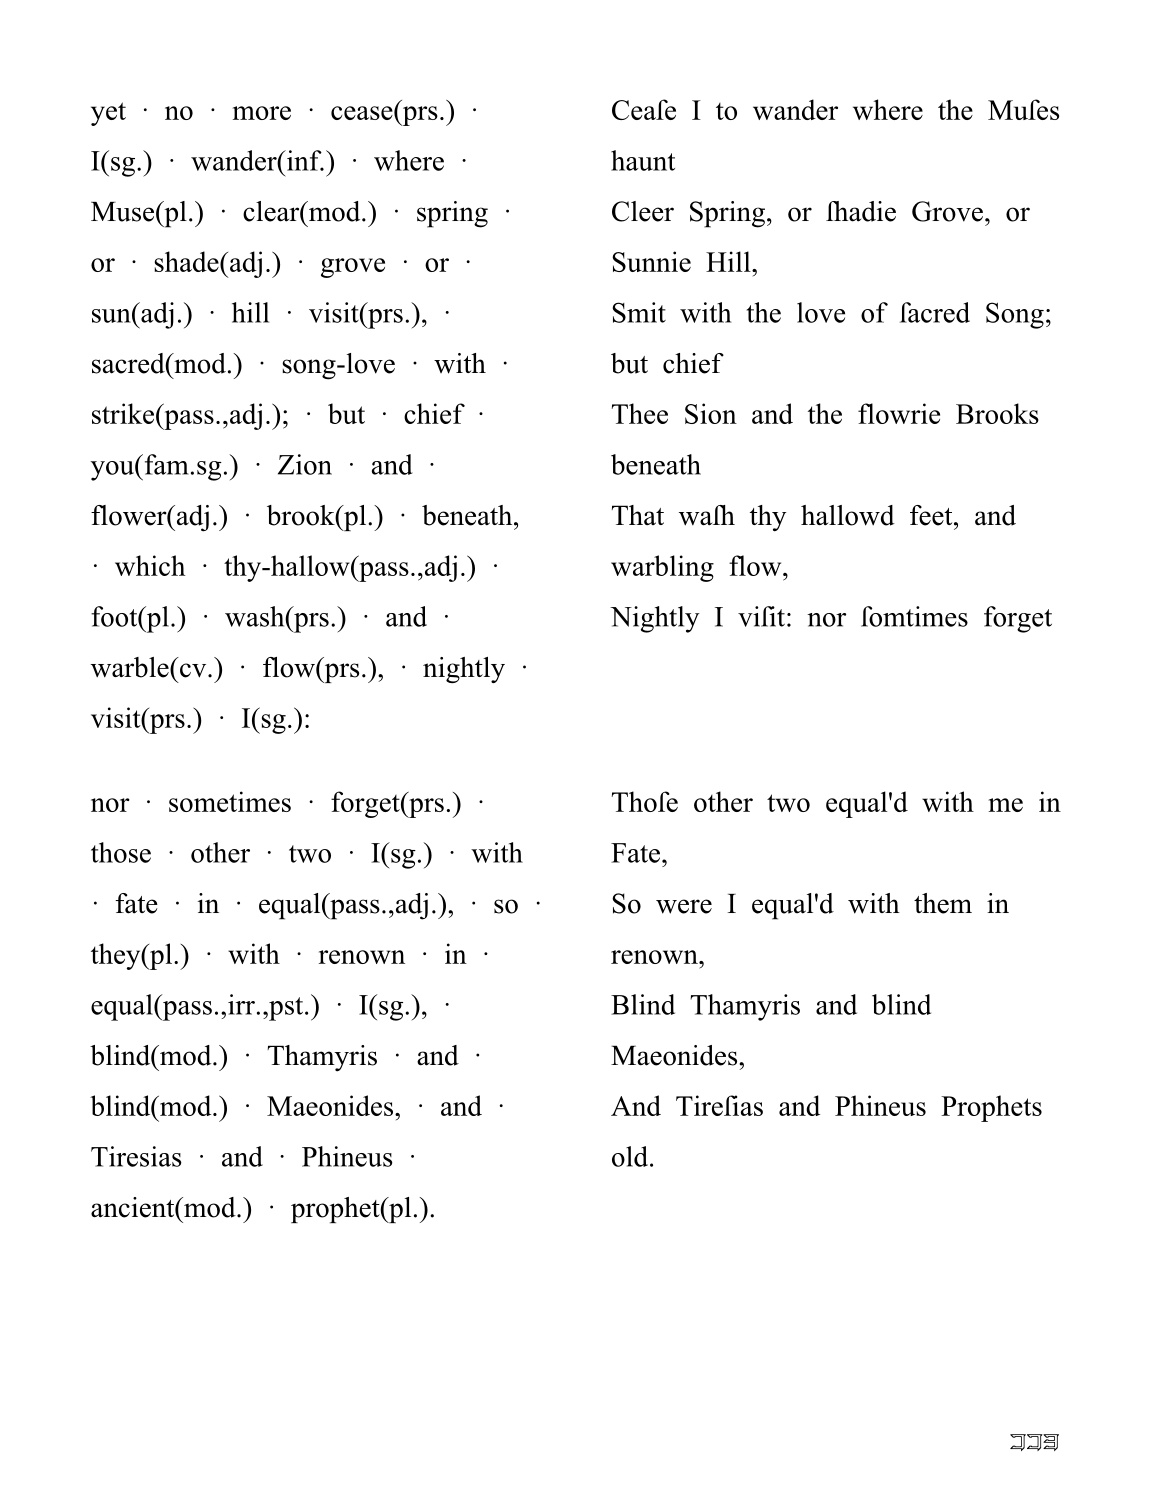 yet · no · more · cease(prs.) ·
I(sg.) · wander(inf.) · where ·
Muse(pl.) · clear(mod.) · spring ·
or · shade(adj.) · grove · or ·
sun(adj.) · hill · visit(prs.), ·
sacred(mod.) · song-love · with ·
strike(pass.,adj.); · but · chief ·
you(fam.sg.) · Zion · and ·
flower(adj.) · brook(pl.) · beneath,
· which · thy-hallow(pass.,adj.) ·
foot(pl.) · wash(prs.) · and ·
warble(cv.) · flow(prs.), · nightly ·
visit(prs.) · I(sg.):
Ceaſe I to wander where the Muſes
haunt
Cleer Spring, or ſhadie Grove, or
Sunnie Hill,
Smit with the love of ſacred Song;
but chief
Thee Sion and the flowrie Brooks
beneath
That waſh thy hallowd feet, and
warbling flow,
Nightly I viſit: nor ſomtimes forget
nor · sometimes · forget(prs.) ·
those · other · two · I(sg.) · with
· fate · in · equal(pass.,adj.), · so ·
they(pl.) · with · renown · in ·
equal(pass.,irr.,pst.) · I(sg.), ·
blind(mod.) · Thamyris · and ·
blind(mod.) · Maeonides, · and ·
Tiresias · and · Phineus ·
ancient(mod.) · prophet(pl.).
Thoſe other two equal'd with me in
Fate,
So were I equal'd with them in
renown,
Blind Thamyris and blind
Maeonides,
And Tireſias and Phineus Prophets
old.